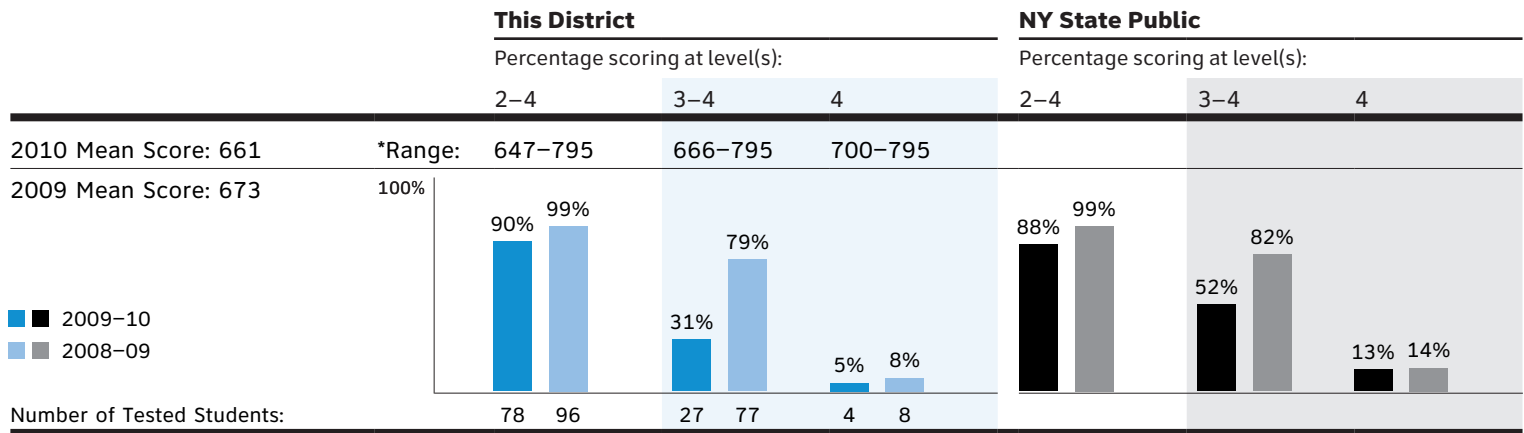 This District NY State Public
Percentage scoring at level(s): Percentage scoring at level(s):
2–4 3–4 4 2–4 3–4 4
2010 Mean Score: 661 *Range: 647–795 666–795 700–795
2009 Mean Score: 673 100%
90% 99% 79% 31% 5% 8% 88% 99% 52% 82% 13% 14%
2009–10
2008–09
Number of Tested Students: 78 96 27 77 4 8